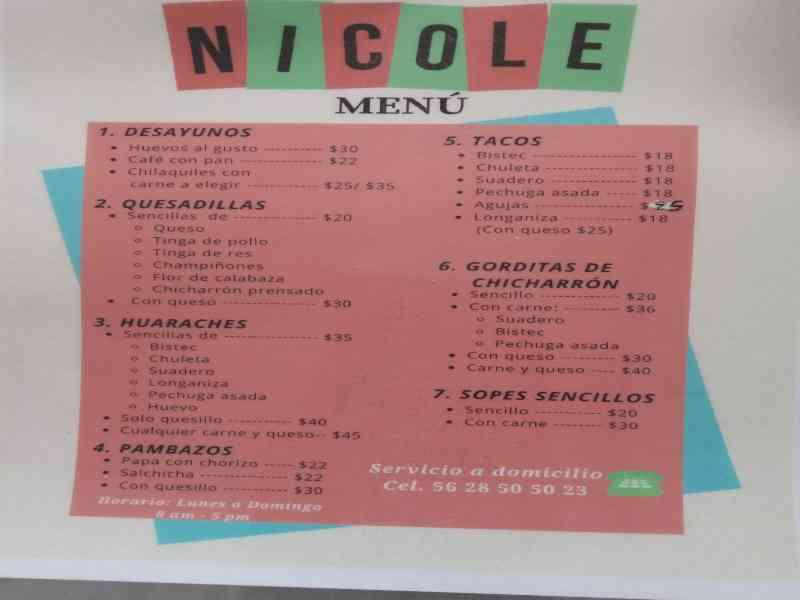 NICOLE
MENÚ
1. DESAYUNOS
• Huevos al gusto ---------- $30
• Café con pan ---------- $22
• Chilaquiles con
carne a elegir ---------- $25/ $35
2. QUESADILLAS
• Sencillas de ---------- $20
○ Queso
○ Tinga de pollo
○ Tinga de res
○ Champiñones
○ Flor de calabaza
○ Chicharrón prensado
• Con queso ---------- $30
3. HUARACHES
• Sencillas de ---------- $35
○ Bistec
○ Chuleta
○ Suadero
○ Longaniza
○ Pechuga asada
○ Huevo
• Solo quesillo -------- $40
• Cualquier carne y queso-- $45
4. PAMBAZOS
• Papa con chorizo ----- $22
• Salchicha ---------- $22
• Con quesillo ---------- $30
Horario: Lunes a Domingo
8 am - 5 pm
5. TACOS
• Bistec ---------- $18
• Chuleta ---------- $18
• Suadero ---------- $18
• Pechuga asada ----- $18
• Agujas ---------- $25
• Longaniza ---------- $18
(Con queso $25)
6. GORDITAS DE
CHICHARRÓN
• Sencillo ---------- $20
• Con carne: ---------- $36
○ Suadero
○ Bistec
○ Pechuga asada
• Con queso -------- $30
• Carne y queso ---- $40
7. SOPES SENCILLOS
• Sencillo ---------- $20
• Con carne -------- $30
Servicio a domicilio
Cel. 56 28 50 50 23